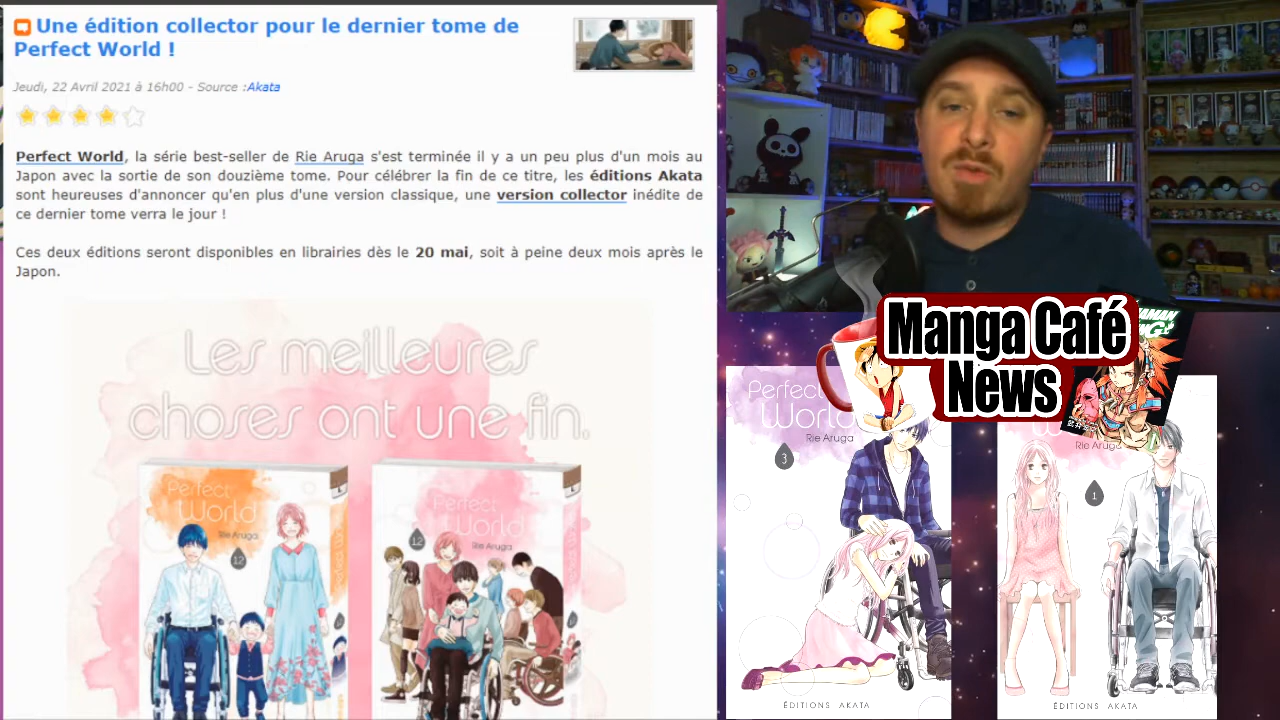 Une édition collector pour le dernier tome de
Perfect World !
Jeudi, 22 Avril 2021 à 16h00 - Source :Akata
Perfect World, la série best-seller de Rie Aruga s'est terminée il y a un peu plus d'un mois au
Japon avec la sortie de son douzième tome. Pour célébrer la fin de ce titre, les éditions Akata
sont heureuses d'annoncer qu'en plus d'une version classique, une version collector inédite de
ce dernier tome verra le jour !
Ces deux éditions seront disponibles en librairies dès le 20 mai, soit à peine deux mois après le
Japon.
Les meilleures
choses ont une fin.
Perfect
World
Rie Aruga
12
Perfect
World
Rie Aruga
12
Manga Café
News
Perfect
World
Rie Aruga
3
ÉDITIONS AKATA
Rie Aruga
1
ÉDITIONS AKATA